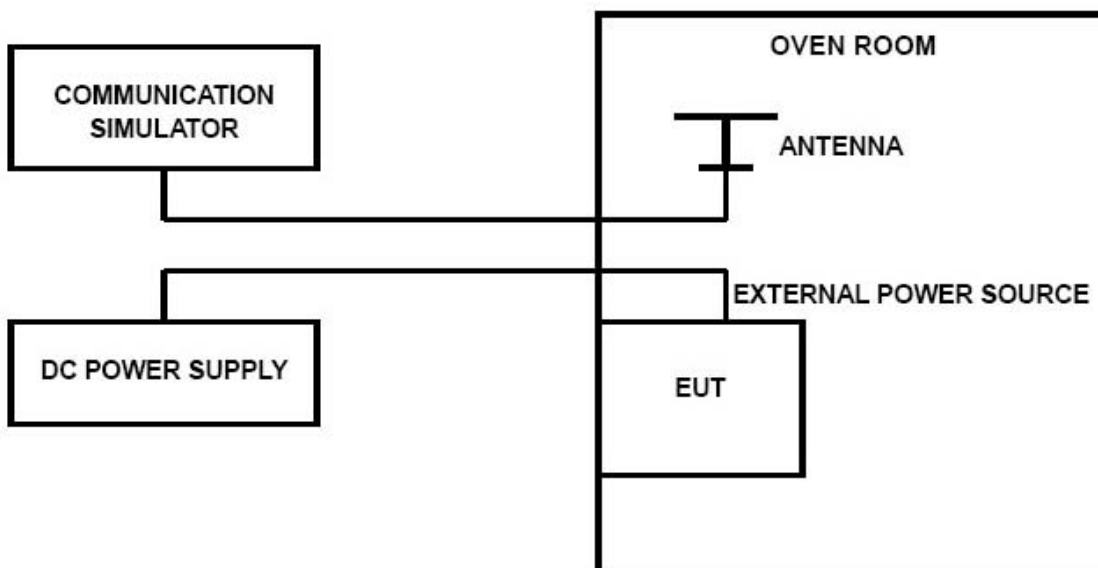 OVEN ROOM
COMMUNICATION
SIMULATOR
ANTENNA
EXTERNAL POWER SOURCE
DC POWER SUPPLY
EUT